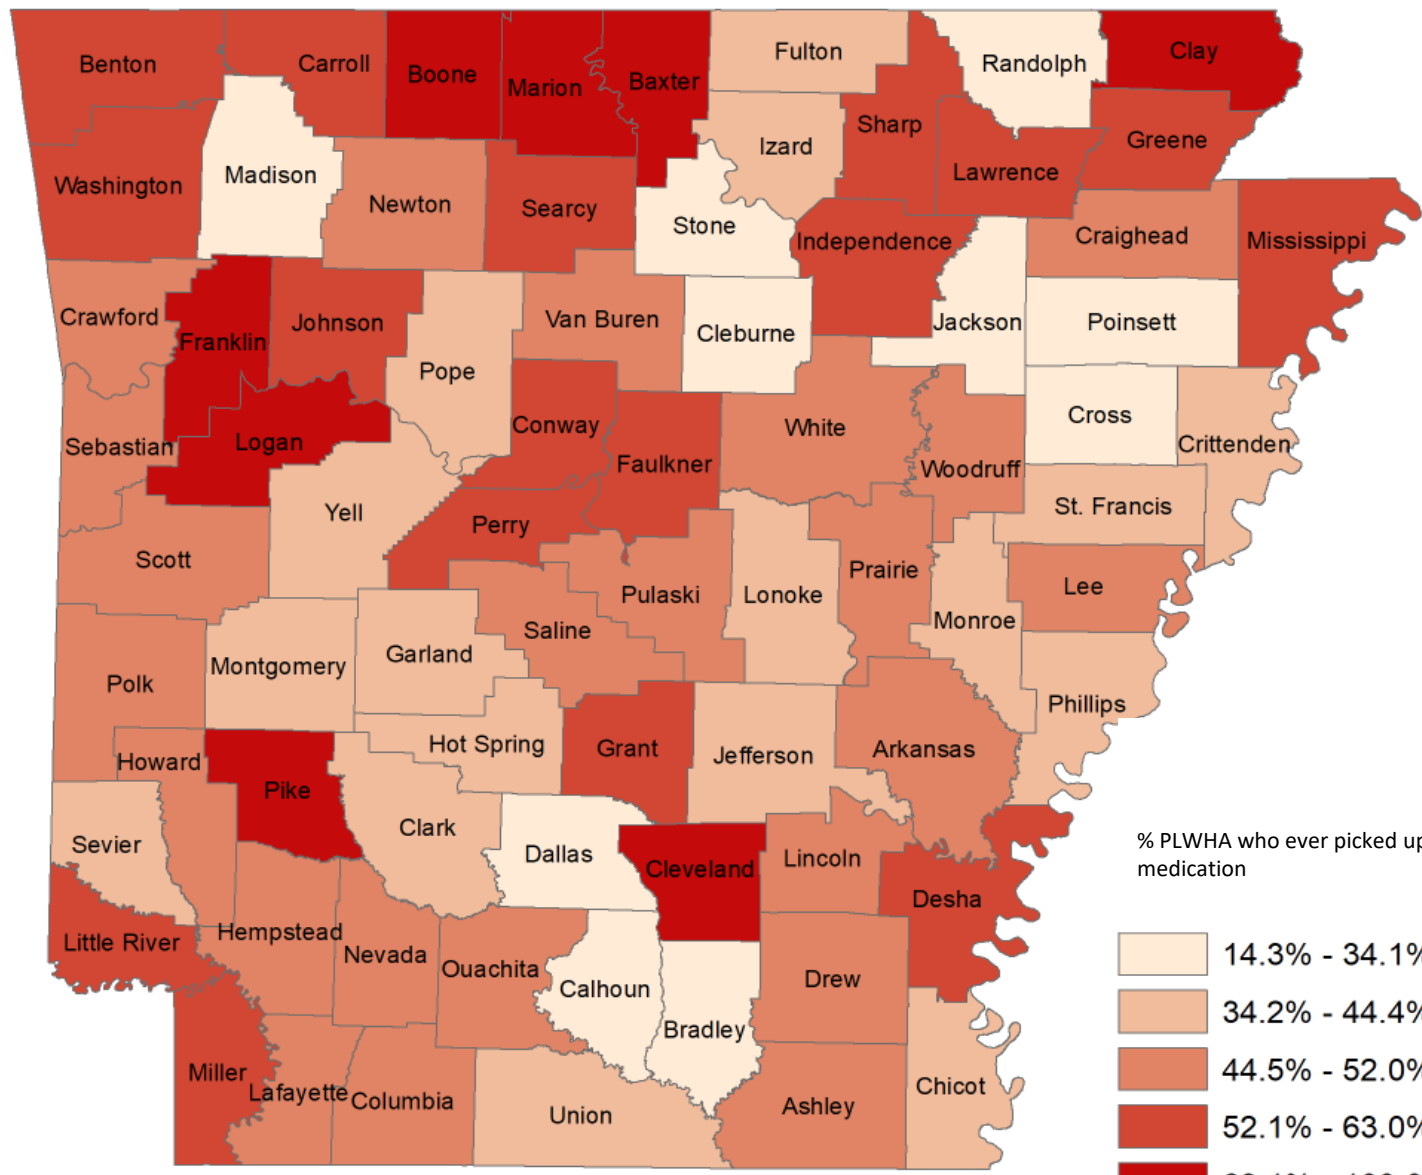 Benton
Carroll
Boone
Marion
Baxter
Fulton
Randolph
Clay
Izard
Sharp
Greene
Lawrence
Washington
Madison
Newton
Searcy
Stone
Independence
Craighead
Mississippi
Crawford
Franklin
Johnson
Pope
Van Buren
Cleburne
Jackson
Poinsett
Sebastian
Logan
Conway
Faulkner
White
Woodruff
Cross
Crittenden
Yell
Perry
St. Francis
Scott
Pulaski
Lonoke
Prairie
Lee
Monroe
Saline
Garland
Montgomery
Polk
Phillips
Hot Spring
Grant
Jefferson
Arkansas
Howard
Pike
Clark
Sevier
Dallas
Cleveland
Lincoln
Desha
Little River
Hempstead
Nevada
Ouachita
Calhoun
Bradley
Drew
Miller
Lafayette
Columbia
Union
Ashley
Chicot
% PLWHA who ever picked up
medication
14.3% - 34.1%
34.2% - 44.4%
44.5% - 52.0%
52.1% - 63.0%